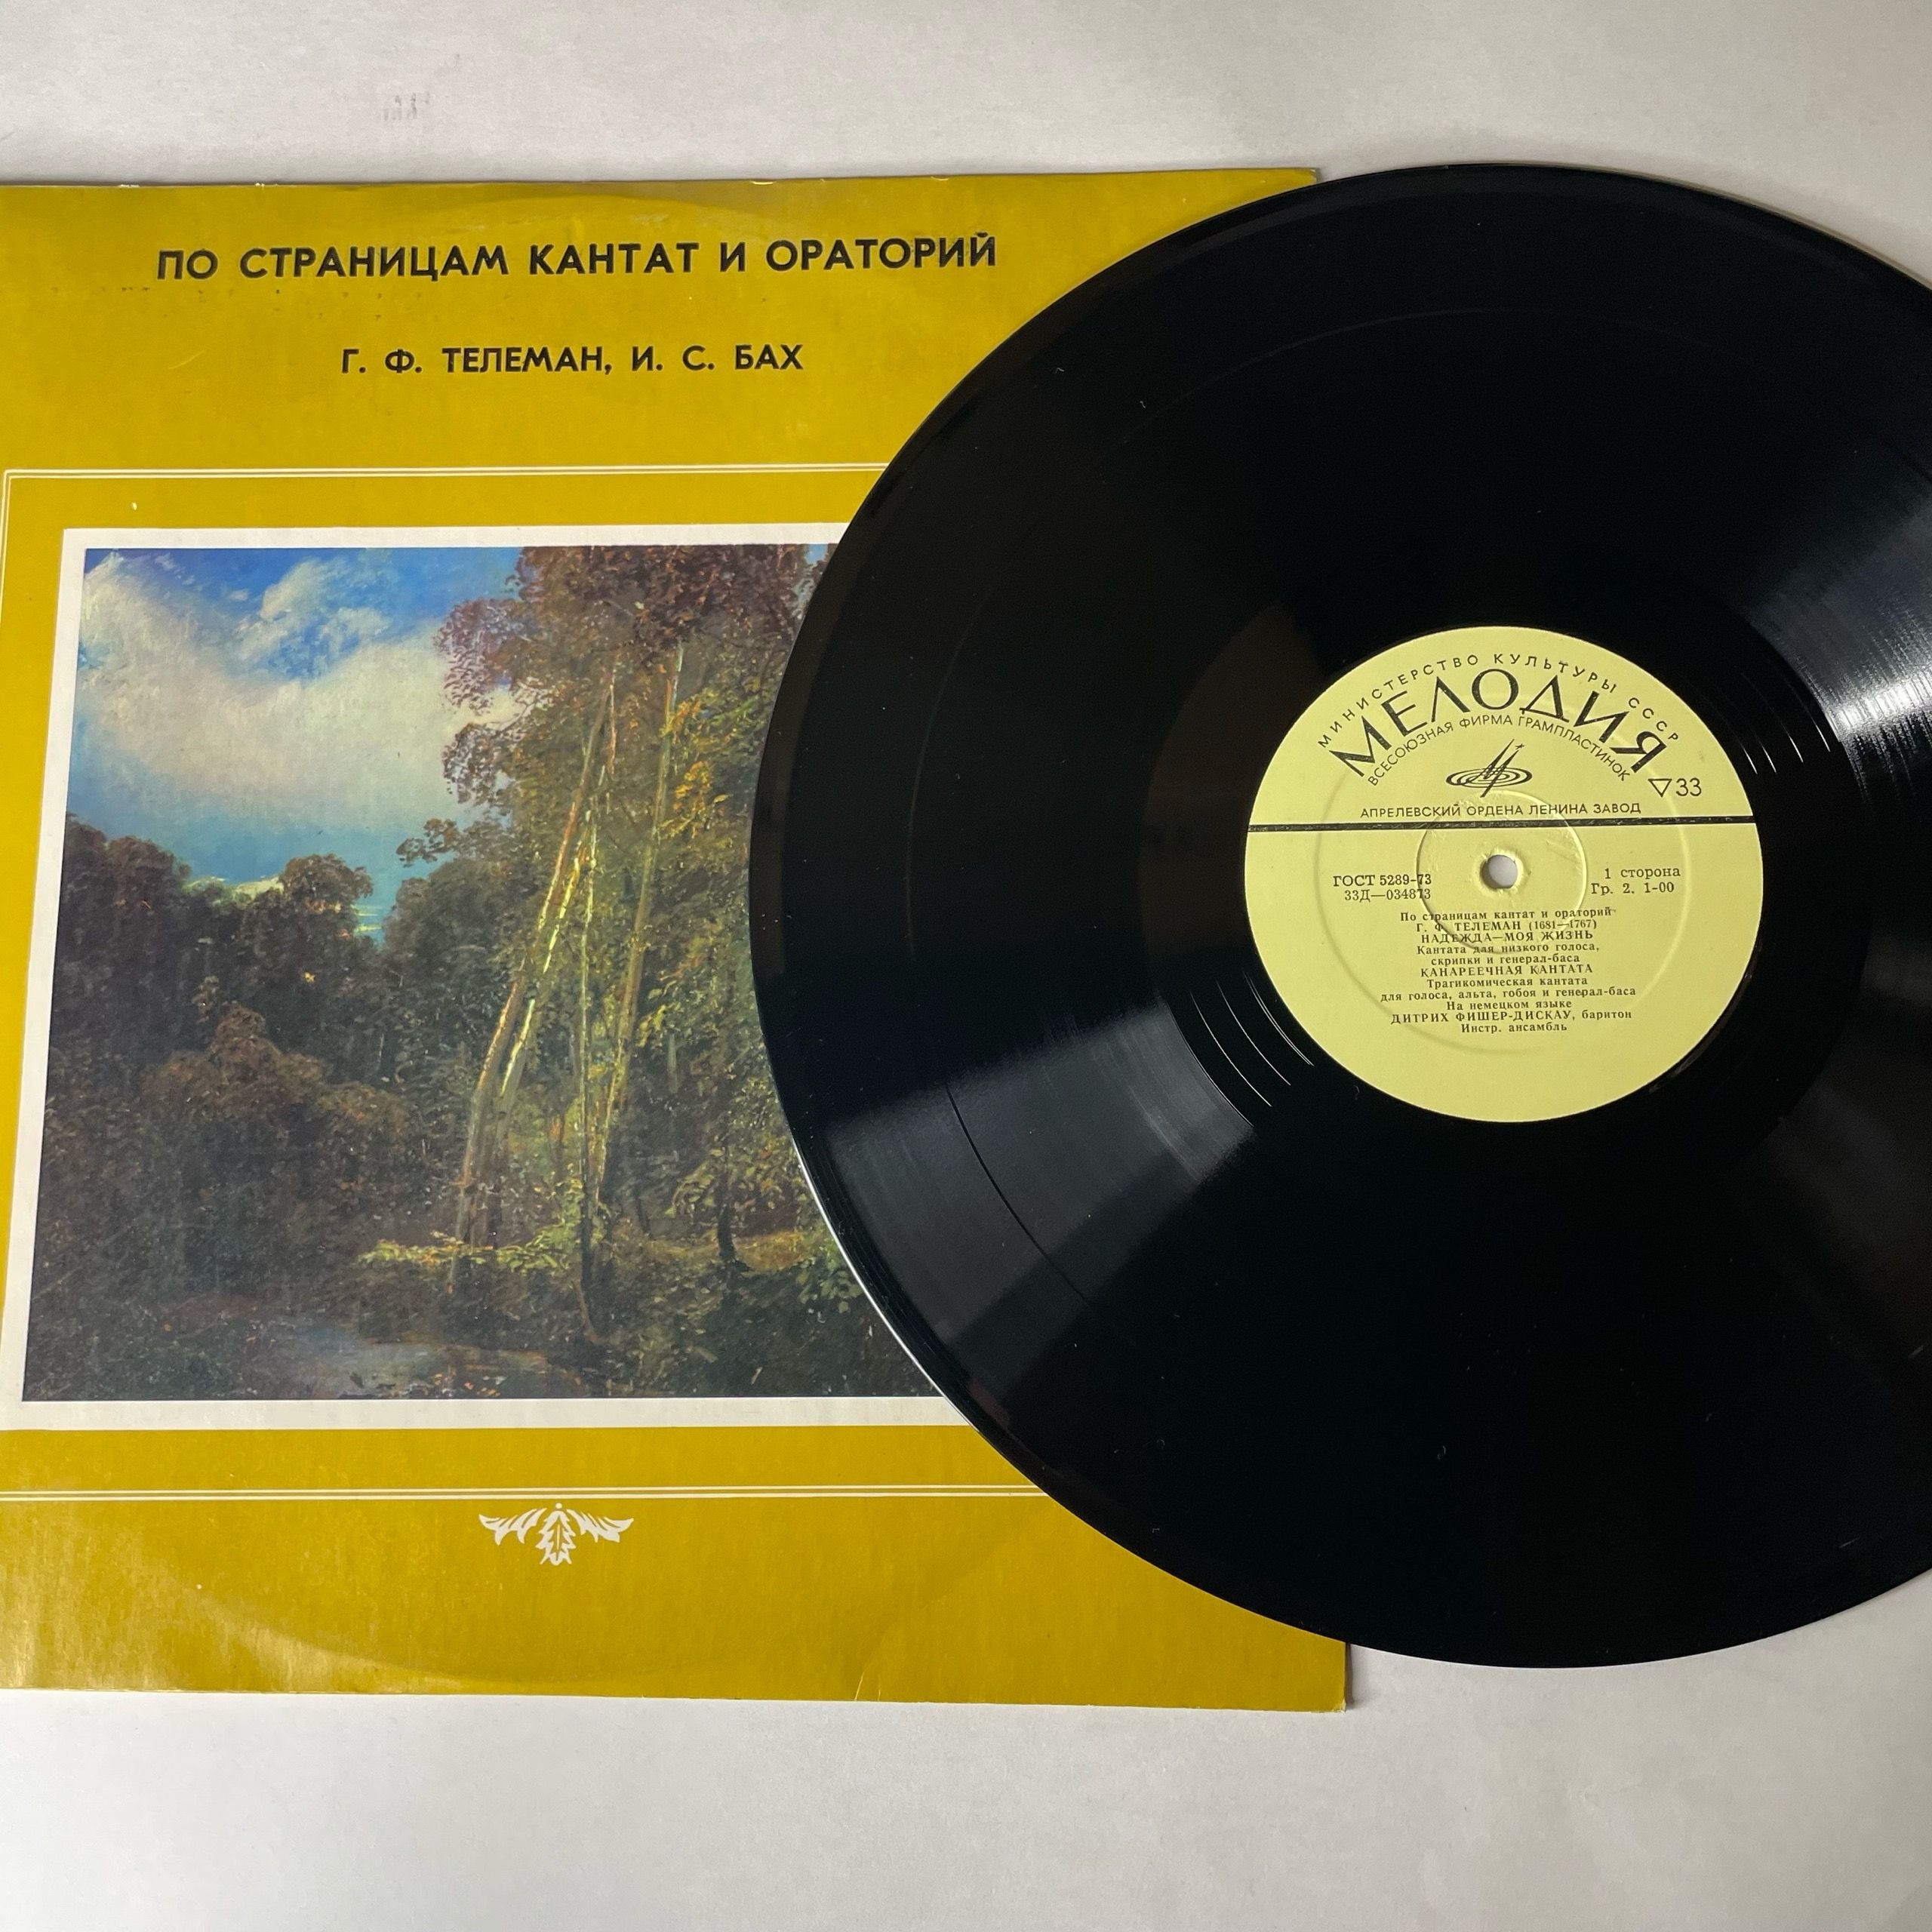 ПО СТРАНИЦАМ КАНТАТ И ОРАТОРИЙ
Г. Ф. ТЕЛЕМАН, И. С. БАХ
МИНИСТЕРСТВО КУЛЬТУРЫ СССР
МЕЛОДИЯ
ВСЕСОЮЗНАЯ ФИРМА ГРАМПЛАСТИНОК
▽33
АПРЕЛЕВСКИЙ ОРДЕНА ЛЕНИНА ЗАВОД
ГОСТ 5289-73
33Д—034873
1 сторона
Гр. 2. 1-00
По страницам кантат и ораторий
Г. Ф. ТЕЛЕМАН (1681—1767)
НАДЕЖДА—МОЯ ЖИЗНЬ
Кантата для низкого голоса,
скрипки и генерал-баса
КАНАРЕЕЧНАЯ КАНТАТА
Трагикомическая кантата
для голоса, альта, гобоя и генерал-баса
На немецком языке
ДИТРИХ ФИШЕР-ДИСКАУ, баритон
Инстр. ансамбль